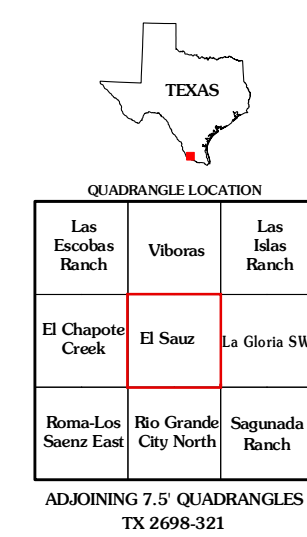 TEXAS
QUADRANGLE LOCATION
Las
Escobas
Ranch
Viboras
Las
Islas
Ranch
El Chapote
Creek
El Sauz
La Gloria SW
Roma-Los
Saenz East
Rio Grande
City North
Sagunada
Ranch
ADJOINING 7.5' QUADRANGLES
TX 2698-321